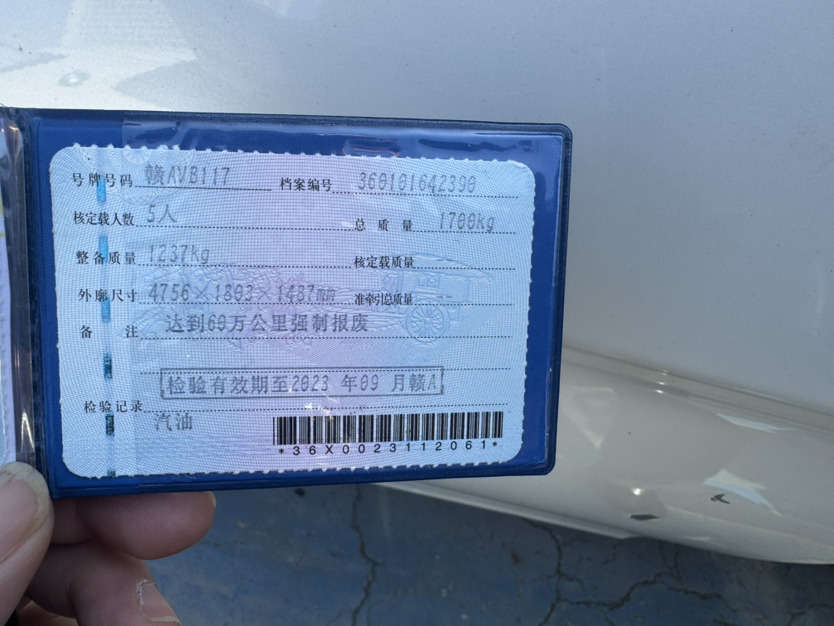 号牌号码 赣AVB117 档案编号 360101642390
核定载人数 5人 总质量 1700kg
整备质量 1237kg 核定载质量
外廓尺寸 4756×1803×1487mm 准牵引总质量
备注 达到60万公里强制报废
检验有效期至2023 年09 月赣A
检验记录
汽油
*36X0023112061*